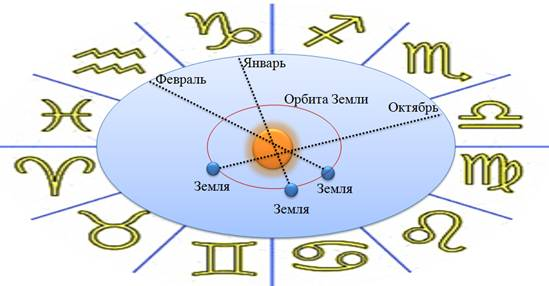 Январь
Февраль
Орбита Земли
Октябрь
Земля
Земля
Земля